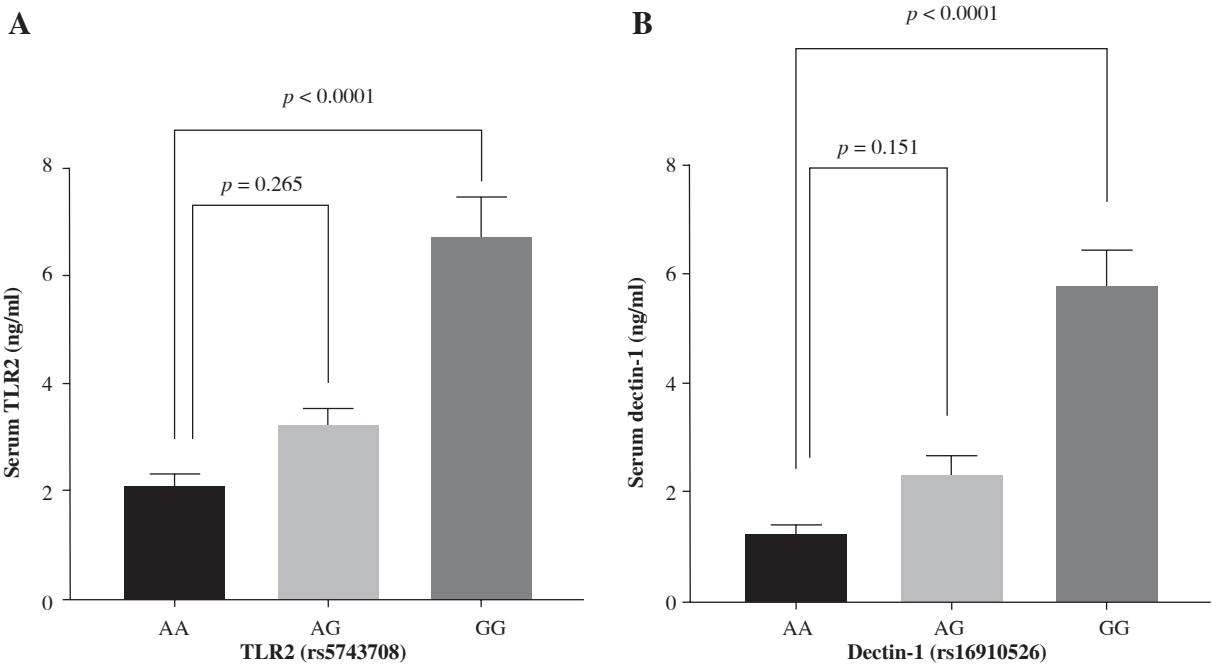 A
p < 0.0001
p = 0.265
8
6
4
2
0
Serum TLR2 (ng/ml)
AA AG GG
TLR2 (rs5743708)
B
p < 0.0001
p = 0.151
8
6
4
2
0
Serum dectin-1 (ng/ml)
AA AG GG
Dectin-1 (rs16910526)